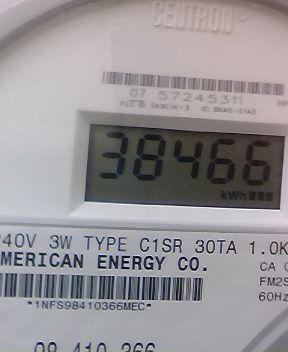 CENTRON®
07 57245311
38466
kWh
240V 3W TYPE C1SR 30TA 1.0K
AMERICAN ENERGY CO.
CA
FM2S
60Hz
*1NFS98410366MEC*
98 410 366